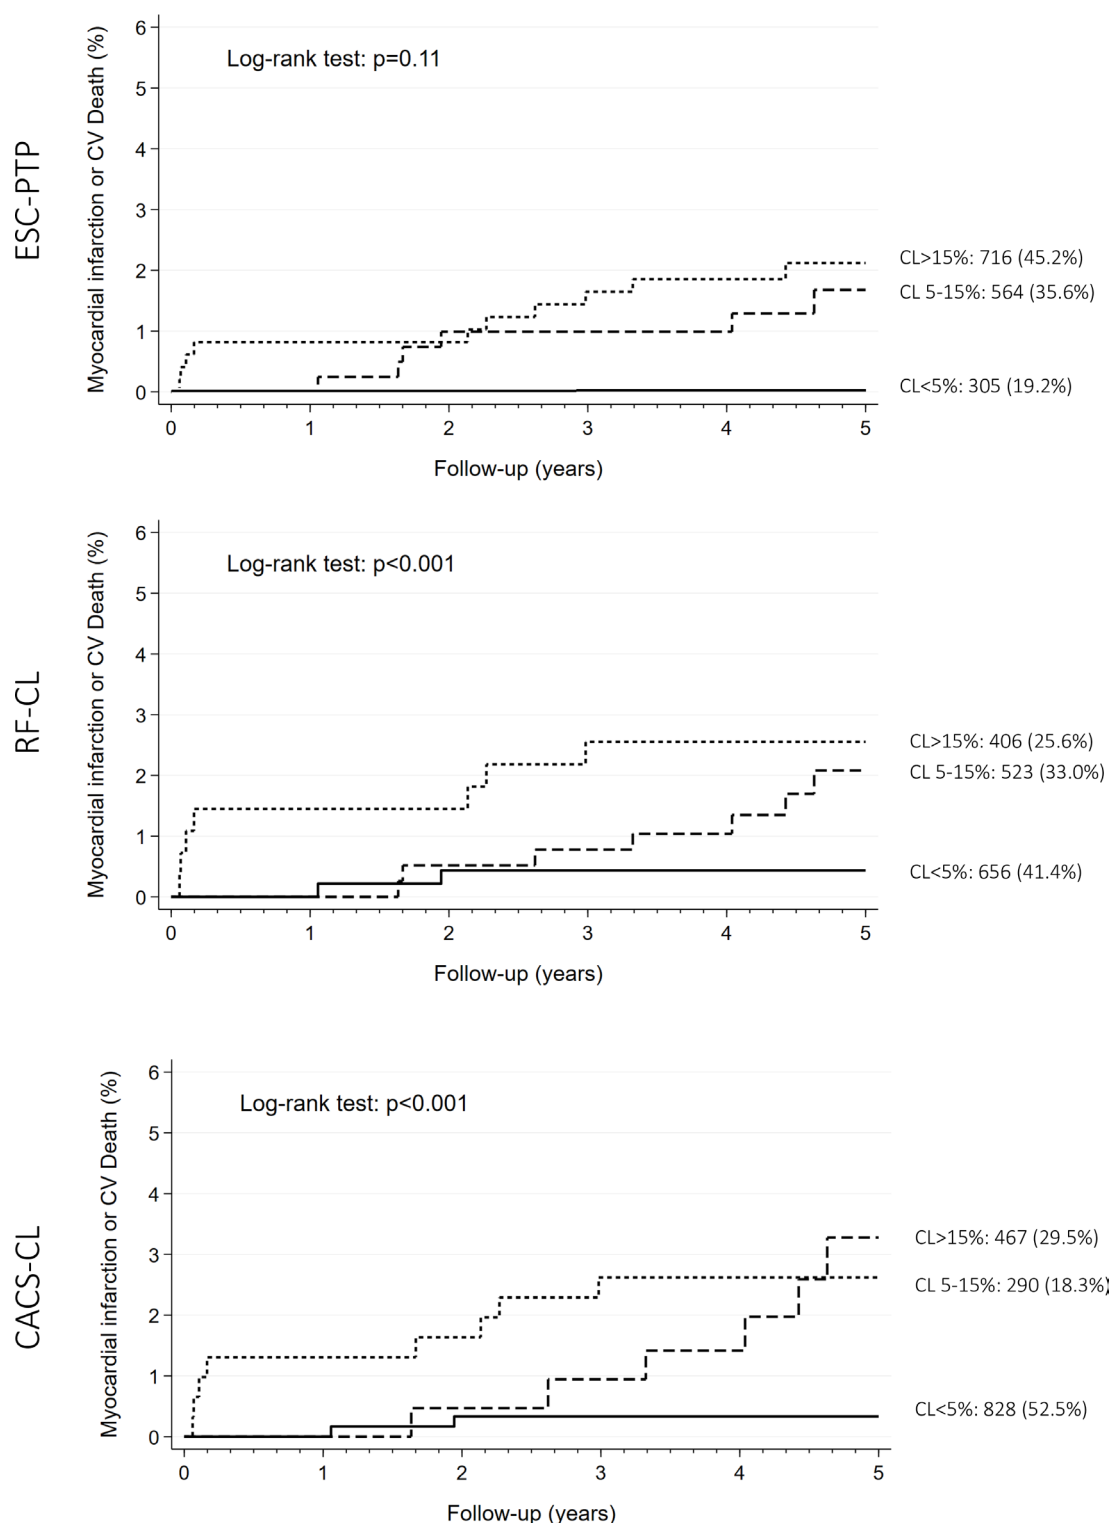 ESC-PTP
Myocardial infarction or CV Death (%)
6
5
4
3
2
1
0
Log-rank test: p=0.11
CL>15%: 716 (45.2%)
CL 5-15%: 564 (35.6%)
CL<5%: 305 (19.2%)
0 1 2 3 4 5
Follow-up (years)
RF-CL
Myocardial infarction or CV Death (%)
6
5
4
3
2
1
0
Log-rank test: p<0.001
CL>15%: 406 (25.6%)
CL 5-15%: 523 (33.0%)
CL<5%: 656 (41.4%)
0 1 2 3 4 5
Follow-up (years)
CACS-CL
Myocardial infarction or CV Death (%)
6
5
4
3
2
1
0
Log-rank test: p<0.001
CL>15%: 467 (29.5%)
CL 5-15%: 290 (18.3%)
CL<5%: 828 (52.5%)
0 1 2 3 4 5
Follow-up (years)